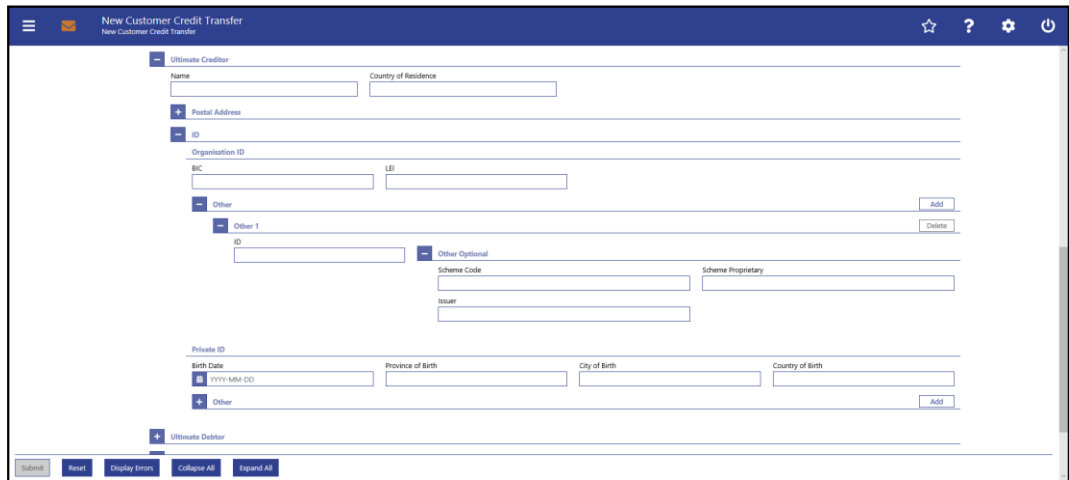 New Customer Credit Transfer
New Customer Credit Transfer
Ultimate Creditor
Name Country of Residence
Postal Address
ID
Organisation ID
BIC LEI
Other Add
Other 1 Delete
ID Other Optional
Scheme Code Scheme Proprietary
Issuer
Private ID
Birth Date Province of Birth City of Birth Country of Birth
YYYY-MM-DD
Other Add
Ultimate Debtor
Submit Reset Display Errors Collapse All Expand All